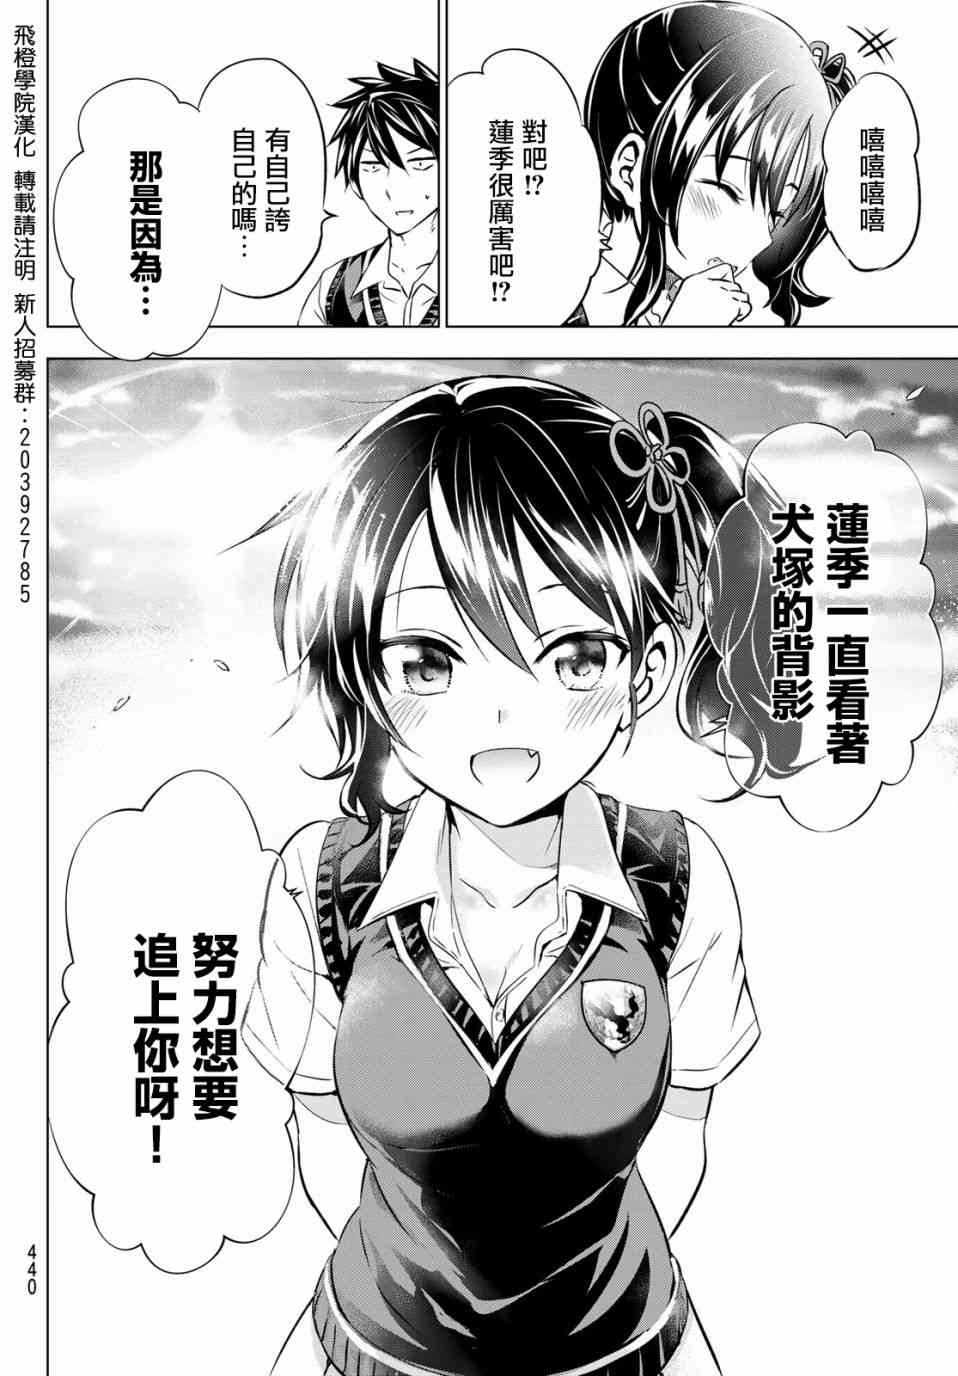 嘻嘻嘻嘻
對吧!?
蓮季很厲害吧!?
有自己誇
自己的嗎…
那是因為…
蓮季一直看著
犬塚的背影
努力想要
追上你呀！
飛橙學院漢化 轉載請注明 新人招募群：20392785
440